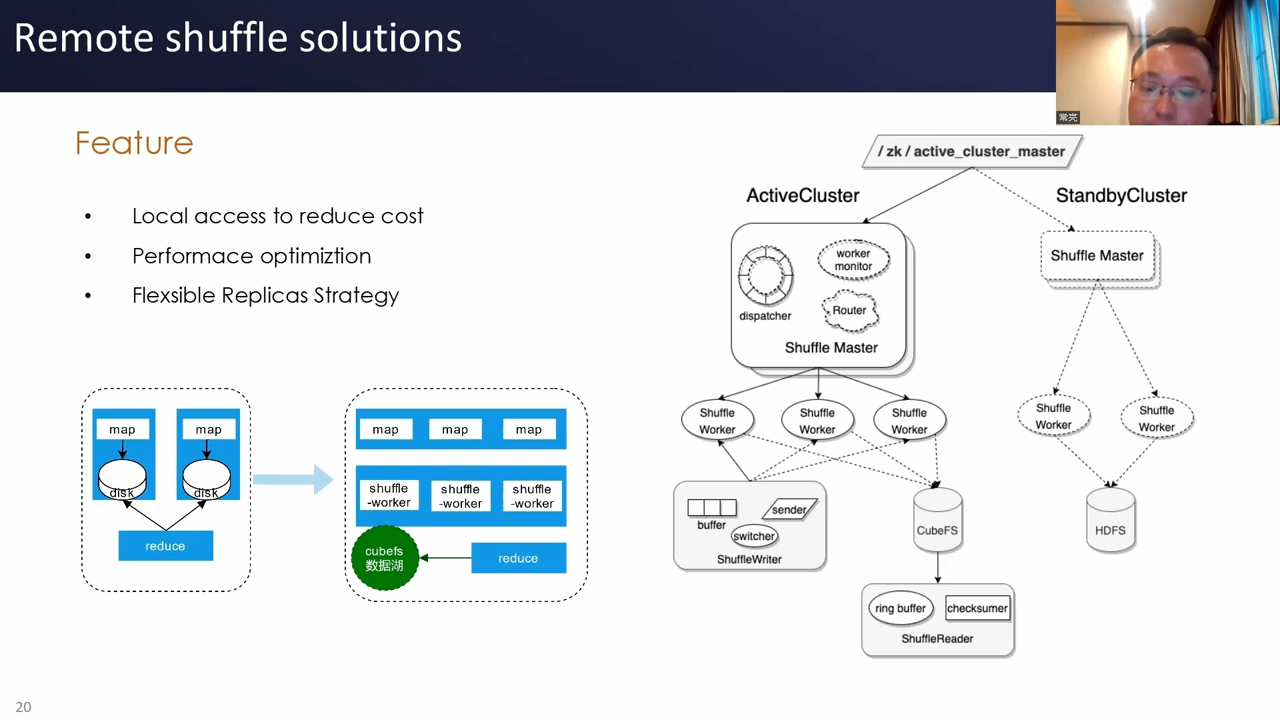 Remote shuffle solutions
常亮
Feature
• Local access to reduce cost
• Performace optimiztion
• Flexsible Replicas Strategy
map
map
disk
disk
reduce
map
map
map
shuffle
-worker
shuffle
-worker
shuffle
-worker
cubefs
数据湖
reduce
/ zk / active_cluster_master
ActiveCluster
StandbyCluster
worker
monitor
dispatcher
Router
Shuffle Master
Shuffle Master
Shuffle
Worker
Shuffle
Worker
Shuffle
Worker
Shuffle
Worker
Shuffle
Worker
buffer
sender
switcher
ShuffleWriter
CubeFS
HDFS
ring buffer
checksumer
ShuffleReader
20